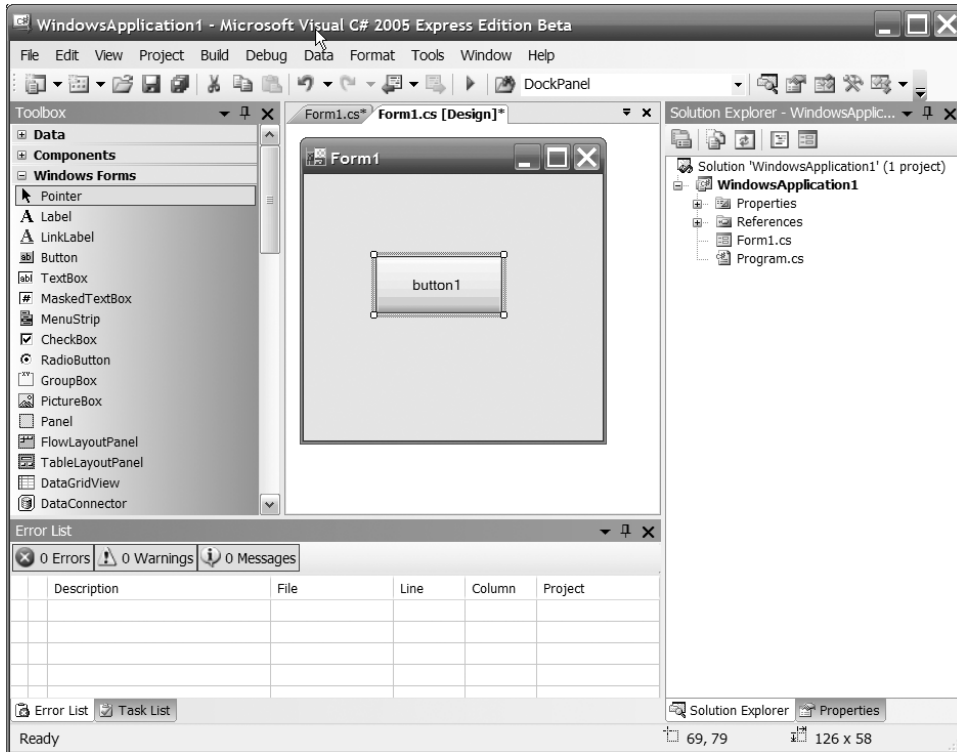 WindowsApplication1 - Microsoft Visual C# 2005 Express Edition Beta
File Edit View Project Build Debug Data Format Tools Window Help
DockPanel
Toolbox
Data
Components
Windows Forms
Pointer
A Label
A LinkLabel
ab Button
abl TextBox
# MaskedTextBox
MenuStrip
CheckBox
RadioButton
GroupBox
PictureBox
Panel
FlowLayoutPanel
TableLayoutPanel
DataGridView
DataConnector
Form1.cs* Form1.cs [Design]*
Form1
button1
Solution Explorer - WindowsApplic...
Solution 'WindowsApplication1' (1 project)
WindowsApplication1
Properties
References
Form1.cs
Program.cs
Error List
0 Errors 0 Warnings 0 Messages
Description File Line Column Project
Error List Task List
Solution Explorer Properties
Ready 69, 79 126 x 58